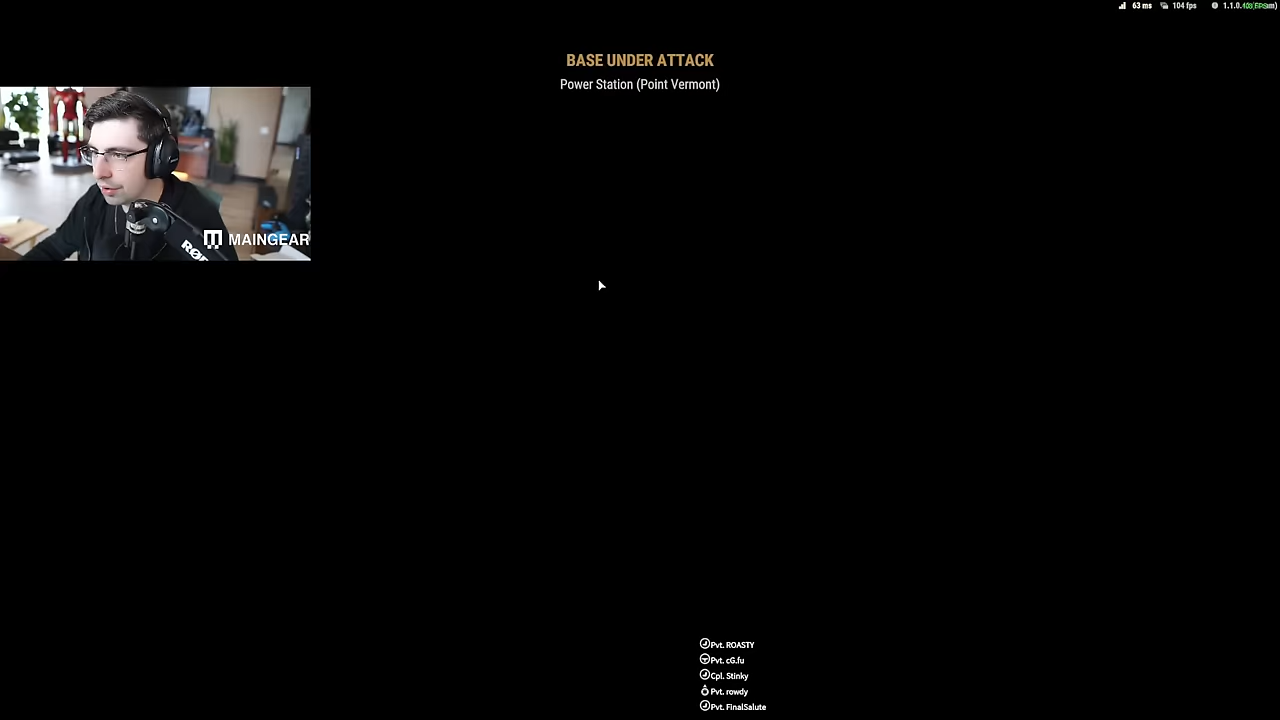 63 ms 104 fps
BASE UNDER ATTACK
Power Station (Point Vermont)
MAINGEAR
Pvt. ROASTY
Pvt. cG.fu
Cpl. Stinky
Pvt. rowdy
Pvt. FinalSalute